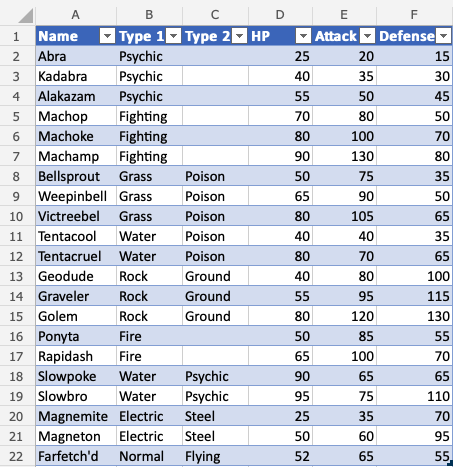 A B C D E F
1 Name Type 1 Type 2 HP Attack Defense
2 Abra Psychic 25 20 15
3 Kadabra Psychic 40 35 30
4 Alakazam Psychic 55 50 45
5 Machop Fighting 70 80 50
6 Machoke Fighting 80 100 70
7 Machamp Fighting 90 130 80
8 Bellsprout Grass Poison 50 75 35
9 Weepinbell Grass Poison 65 90 50
10 Victreebel Grass Poison 80 105 65
11 Tentacool Water Poison 40 40 35
12 Tentacruel Water Poison 80 70 65
13 Geodude Rock Ground 40 80 100
14 Graveler Rock Ground 55 95 115
15 Golem Rock Ground 80 120 130
16 Ponyta Fire 50 85 55
17 Rapidash Fire 65 100 70
18 Slowpoke Water Psychic 90 65 65
19 Slowbro Water Psychic 95 75 110
20 Magnemite Electric Steel 25 35 70
21 Magneton Electric Steel 50 60 95
22 Farfetch'd Normal Flying 52 65 55